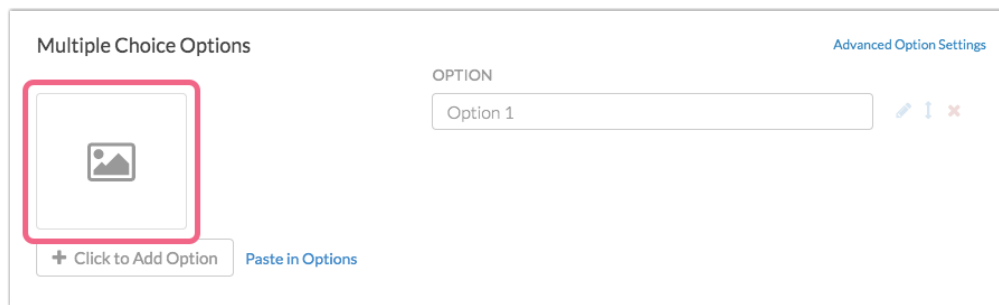 Multiple Choice Options
Advanced Option Settings
OPTION
Option 1
Click to Add Option
Paste in Options